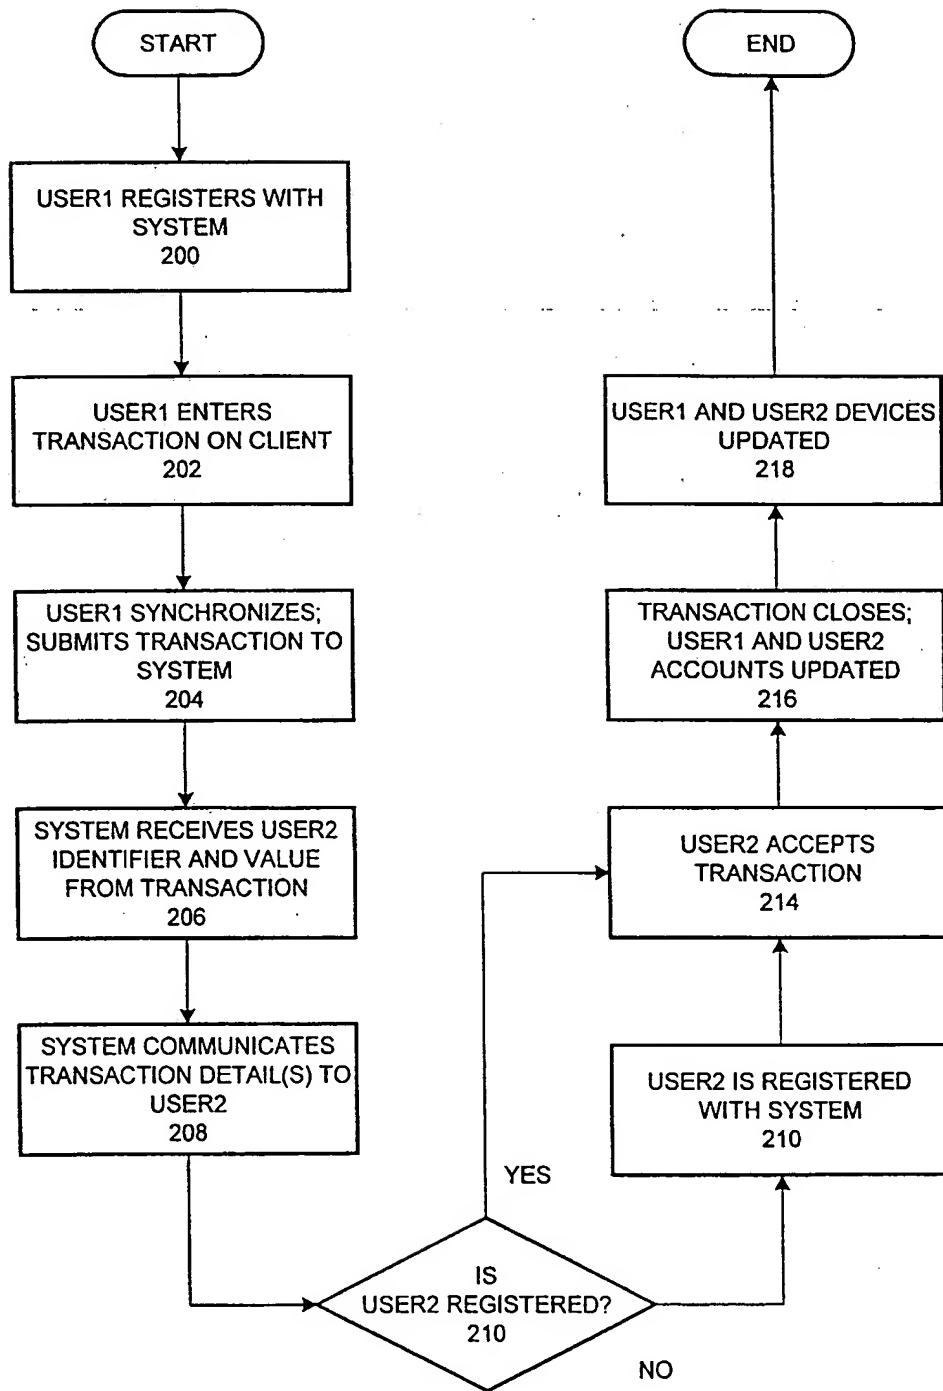 START
USER1 REGISTERS WITH
SYSTEM
200
USER1 ENTERS
TRANSACTION ON CLIENT
202
USER1 SYNCHRONIZES;
SUBMITS TRANSACTION TO
SYSTEM
204
SYSTEM RECEIVES USER2
IDENTIFIER AND VALUE
FROM TRANSACTION
206
SYSTEM COMMUNICATES
TRANSACTION DETAIL(S) TO
USER2
208
IS
USER2 REGISTERED?
210
YES
NO
USER2 IS REGISTERED
WITH SYSTEM
210
USER2 ACCEPTS
TRANSACTION
214
TRANSACTION CLOSES;
USER1 AND USER2
ACCOUNTS UPDATED
216
USER1 AND USER2 DEVICES
UPDATED
218
END